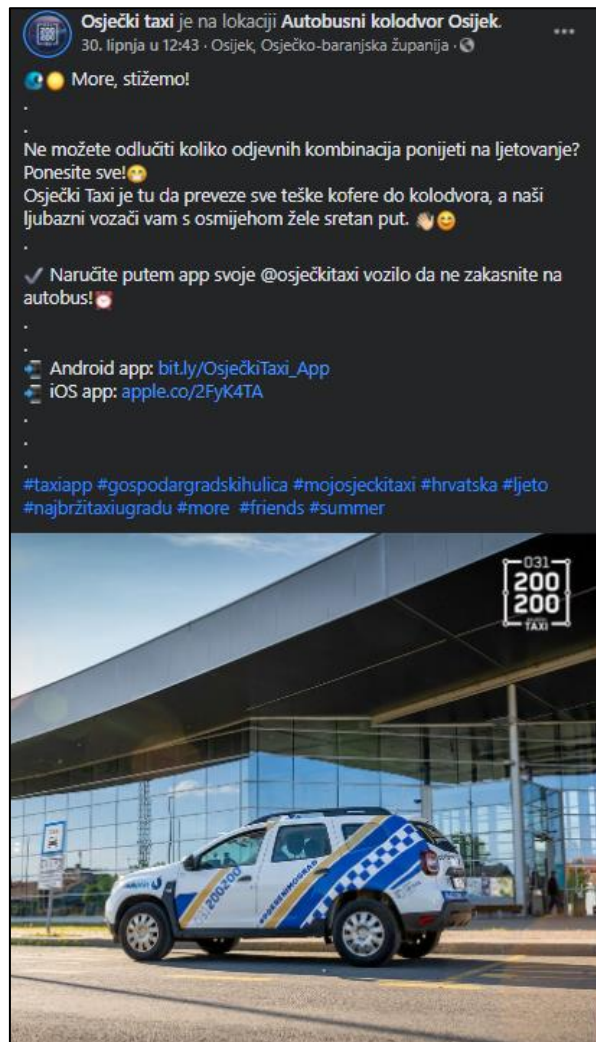 Osječki taxi je na lokaciji Autobusni kolodvor Osijek.
30. lipnja u 12:43 · Osijek, Osječko-baranjska županija ·
🌊🌕 More, stižemo!
.
.
Ne možete odlučiti koliko odjevnih kombinacija ponijeti na ljetovanje?
Ponesite sve!😁
Osječki Taxi je tu da preveze sve teške kofere do kolodvora, a naši
ljubazni vozači vam s osmijehom žele sretan put. 👋😊
.
✔ Naručite putem app svoje @osječkitaxi vozilo da ne zakasnite na
autobus!⏰
.
.
📲 Android app: bit.ly/OsječkiTaxi_App
📲 iOS app: apple.co/2FyK4TA
.
.
.
#taxiapp #gospodargradskihulica #mojosjeckitaxi #hrvatska #ljeto
#najbržitaxiugradu #more #friends #summer
031
200
200
TAXI
031/200200